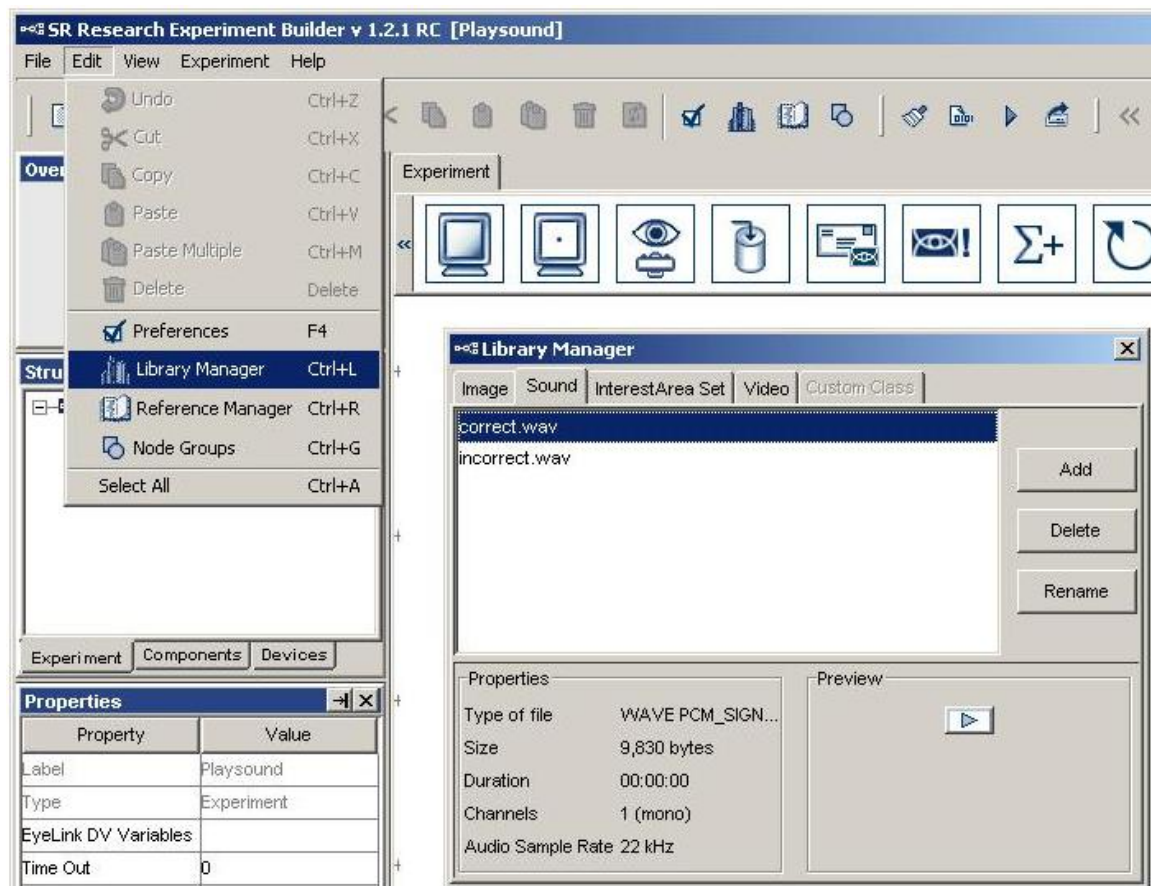 SR Research Experiment Builder v 1.2.1 RC [Playsound]
File Edit View Experiment Help
Undo Ctrl+Z
Cut Ctrl+X
Copy Ctrl+C
Paste Ctrl+V
Paste Multiple Ctrl+M
Delete Delete
Preferences F4
Library Manager Ctrl+L
Reference Manager Ctrl+R
Node Groups Ctrl+G
Select All Ctrl+A
Over
Stru
Experiment Components Devices
Properties
Property Value
Label Playsound
Type Experiment
EyeLink DV Variables
Time Out 0
Experiment
Σ+
Library Manager
Image Sound InterestArea Set Video Custom Class
correct.wav
incorrect.wav
Add
Delete
Rename
Properties
Type of file WAVE PCM_SIGN...
Size 9,830 bytes
Duration 00:00:00
Channels 1 (mono)
Audio Sample Rate 22 kHz
Preview